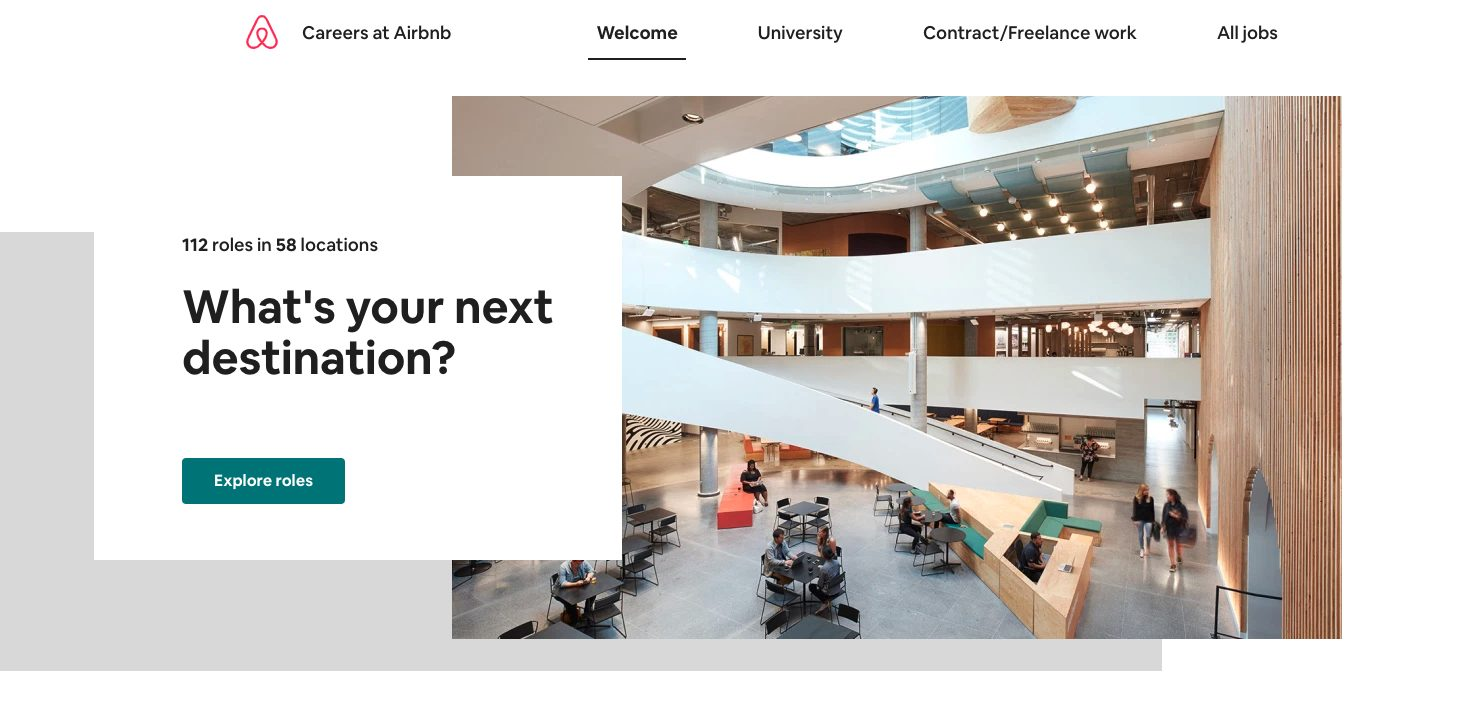 Careers at Airbnb
Welcome
University
Contract/Freelance work
All jobs
112 roles in 58 locations
What's your next
destination?
Explore roles